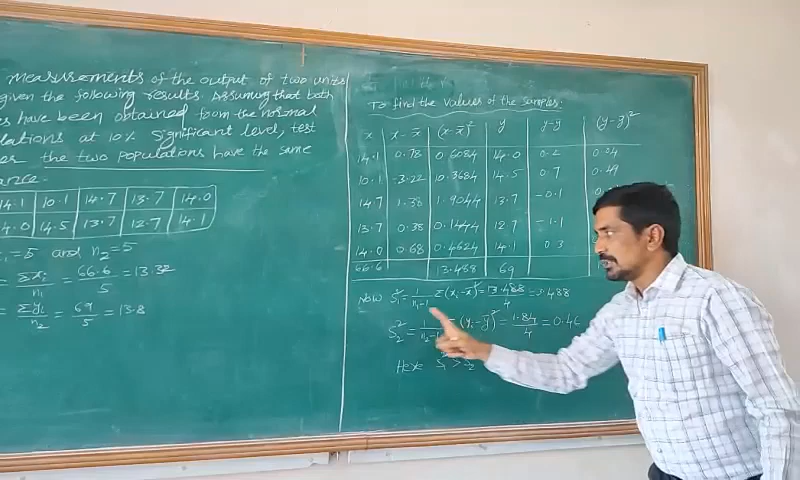 Measurements of the output of two units
given the following results. Assuming that both
have been obtained from the normal
at 10% significant level, test
the two populations have the same
14.1 10.1 14.7 13.7 14.0
14.5 13.7 12.7 14.1
=5 and n₂=5
= Σxᵢ/n₁ = 66.6/5 = 13.32
= Σyᵢ/n₂ = 69/5 = 13.8
To find the values of the samples:
x x-x̄ (x-x̄)² y y-ȳ (y-ȳ)²
14.1 0.78 0.6084 14.0 0.2 0.04
10.1 -3.22 10.3684 14.5 0.7 0.49
14.7 1.38 1.9044 13.7 -0.1
13.7 0.38 0.1444 12.7 -1.1
14.0 0.68 0.4624 14.1 0.3
66.6 13.488 69
Now S₁² = 1/(n₁-1) Σ(xᵢ-x̄)² = 13.488/4 = 3.488
S₂² = 1/(n₂-1) (yᵢ-ȳ)² = 1.84/4 = 0.46
Here